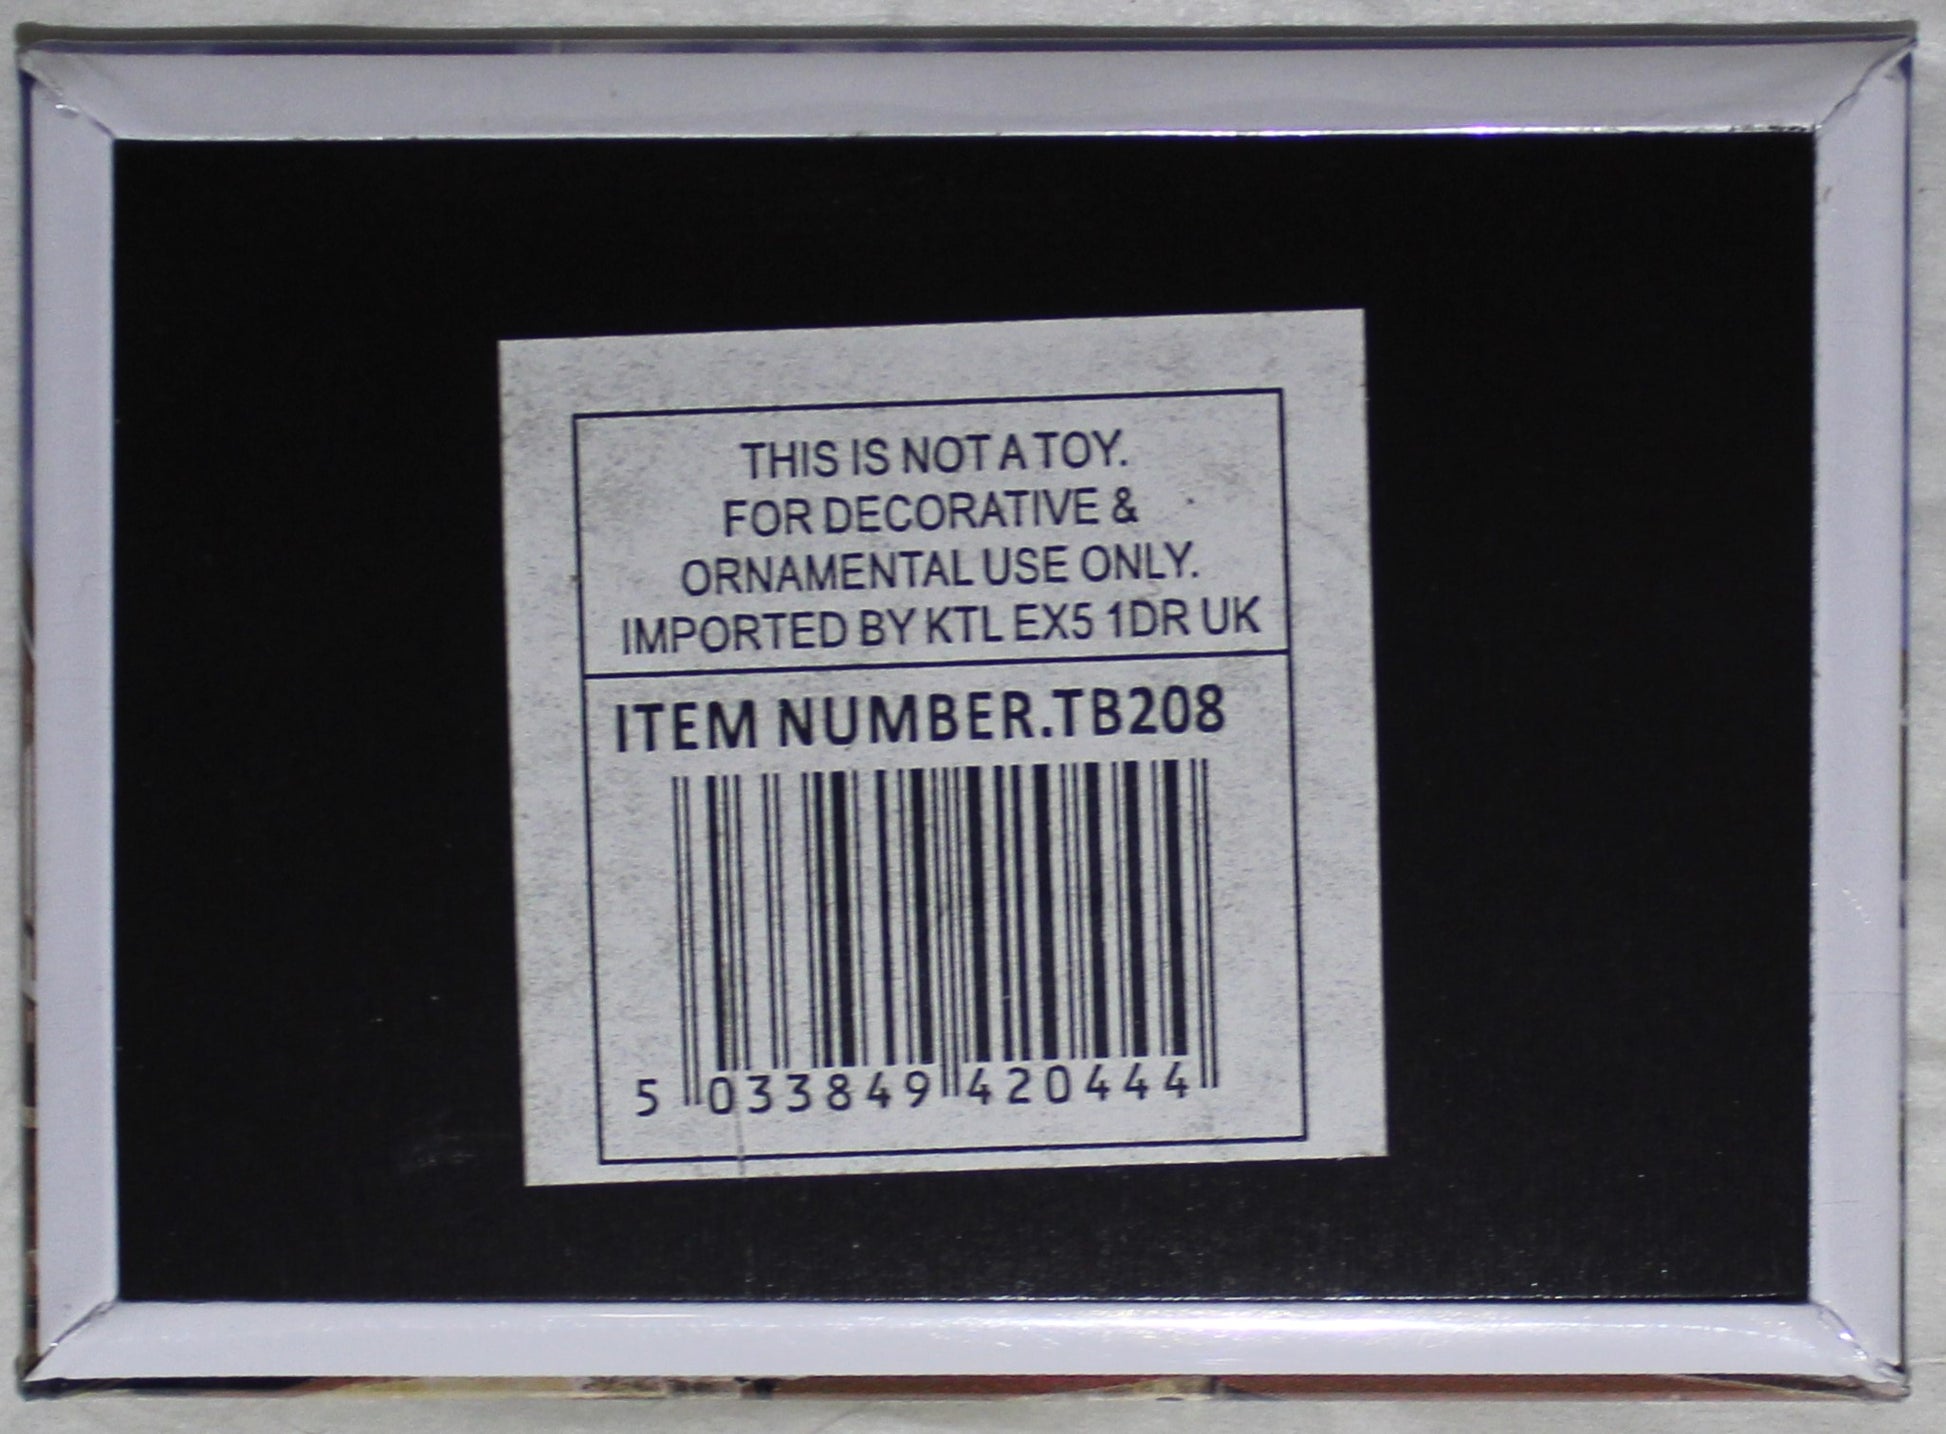 THIS IS NOT A TOY.
FOR DECORATIVE &
ORNAMENTAL USE ONLY.
IMPORTED BY KTL EX5 1DR UK
ITEM NUMBER.TB208
5 033849 420444